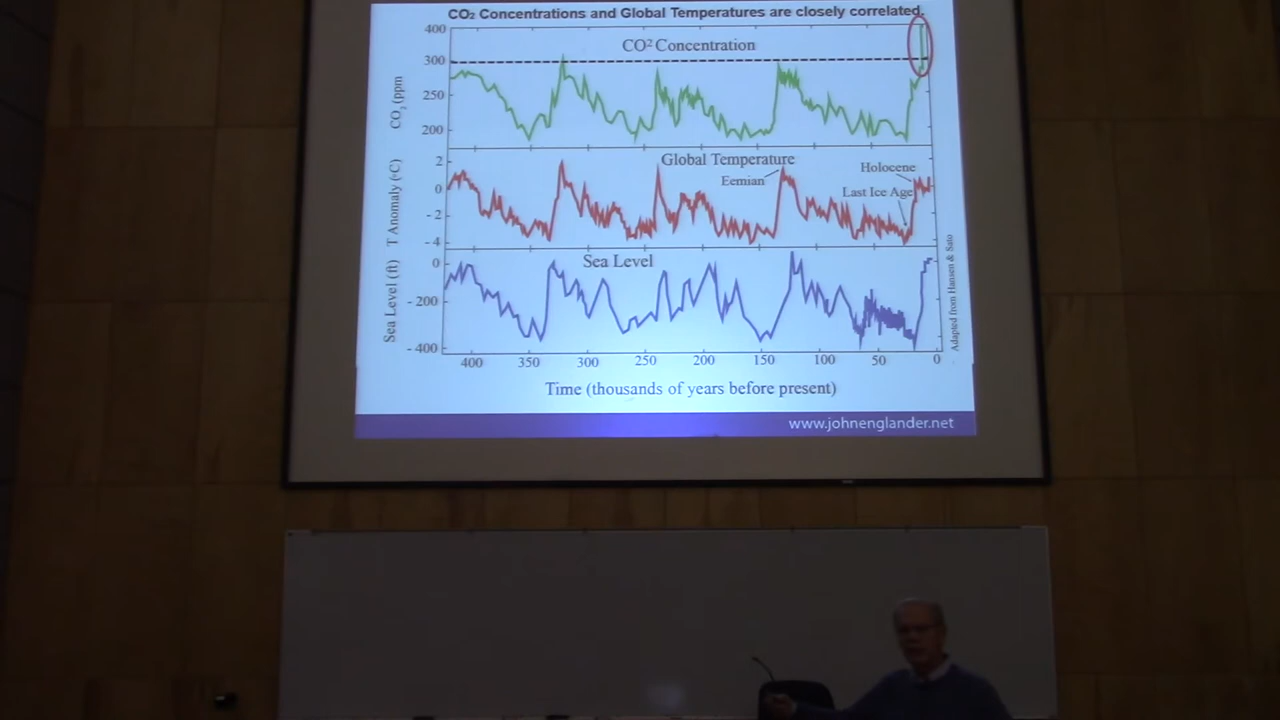 CO₂ Concentrations and Global Temperatures are closely correlated.
400
300
250
200
CO₂ (ppm
CO² Concentration
2
0
- 2
- 4
T Anomaly (◦C)
Global Temperature
Eemian
Holocene
Last Ice Age
0
- 200
- 400
Sea Level (ft)
Sea Level
Adapted from Hansen & Sato
400 350 300 250 200 150 100 50 0
Time (thousands of years before present)
www.johnenglander.net